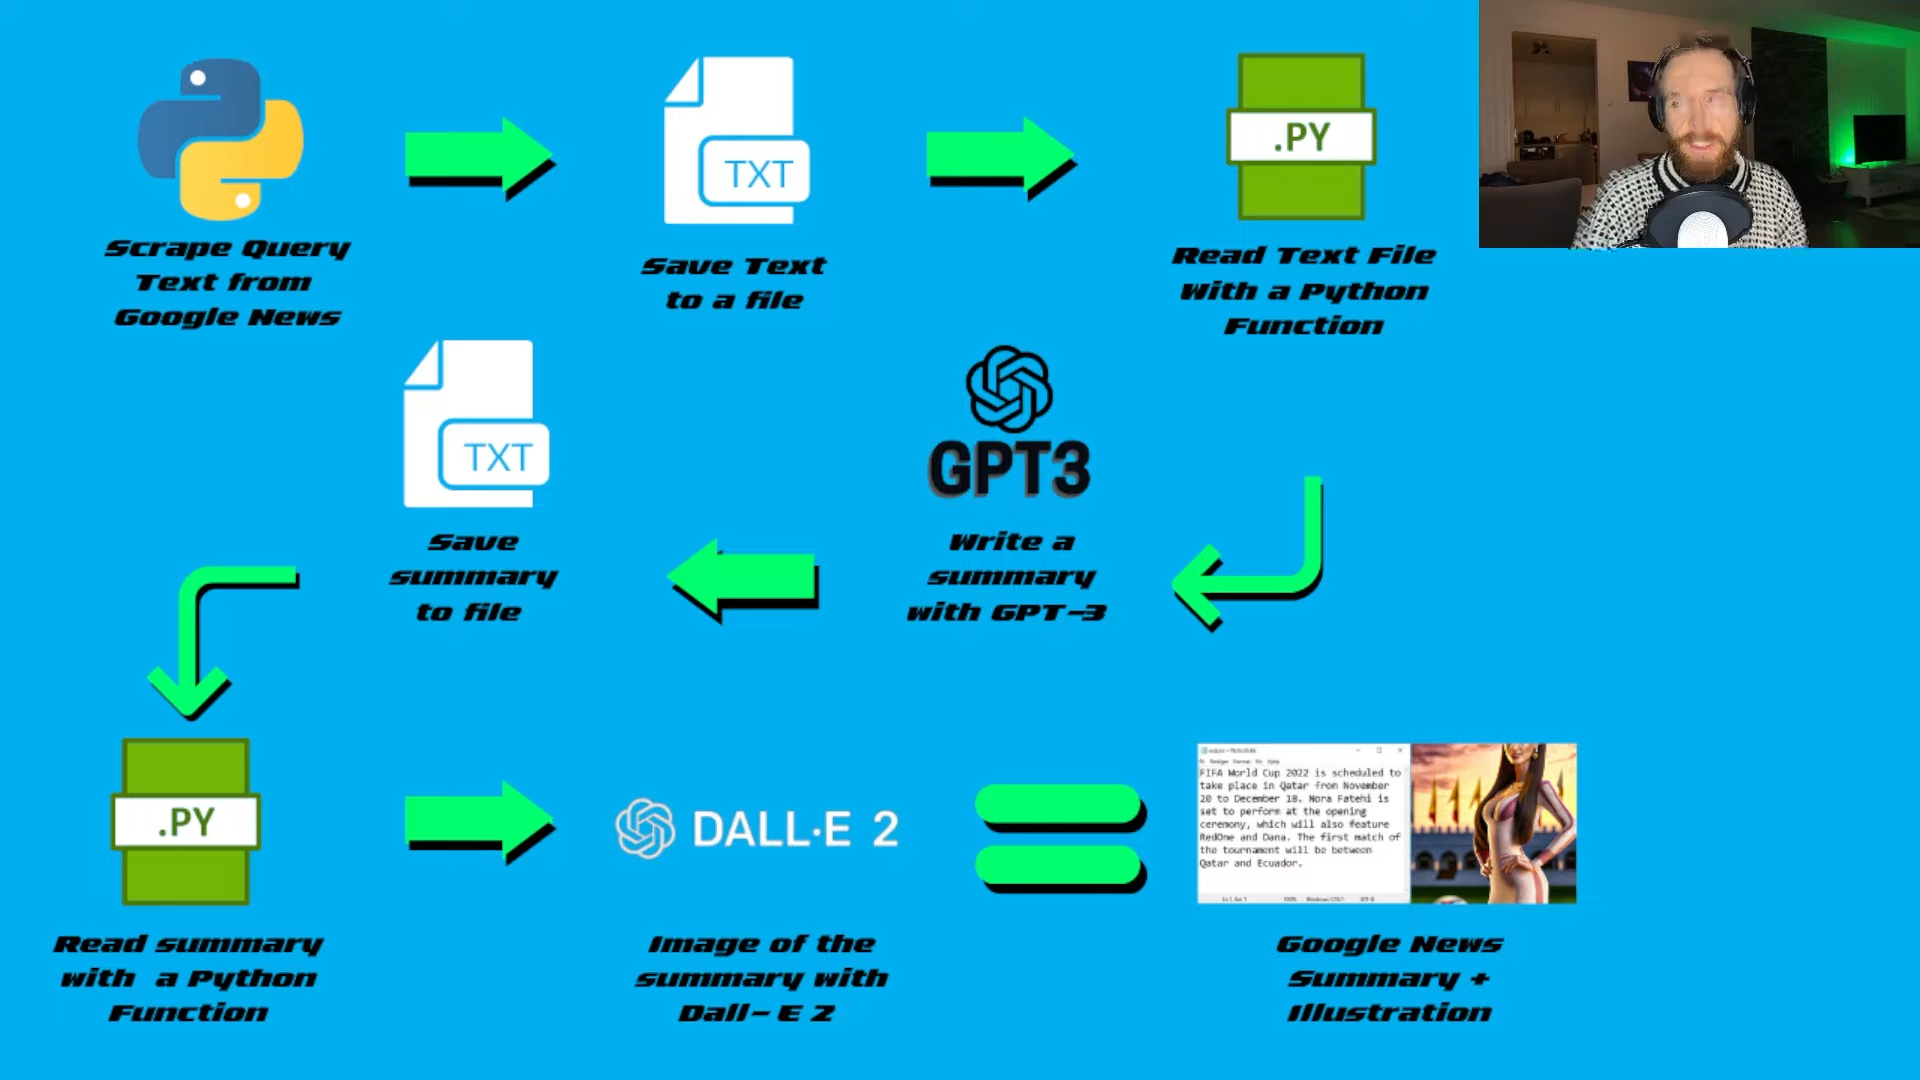 TXT
.PY
Scrape Query
Text from
Google News
Save Text
to a file
Read Text File
With a Python
Function
TXT
GPT3
Save
summary
to file
Write a
summary
with GPT-3
.PY
DALL·E 2
FIFA World Cup 2022 is scheduled to
take place in Qatar from November
20 to December 18. Nora Fatehi is
set to perform at the opening
ceremony, which will also feature
RedOne and Dana. The first match of
the tournament will be between
Qatar and Ecuador.
Read summary
with a Python
Function
Image of the
summary with
Dall-E 2
Google News
Summary +
Illustration